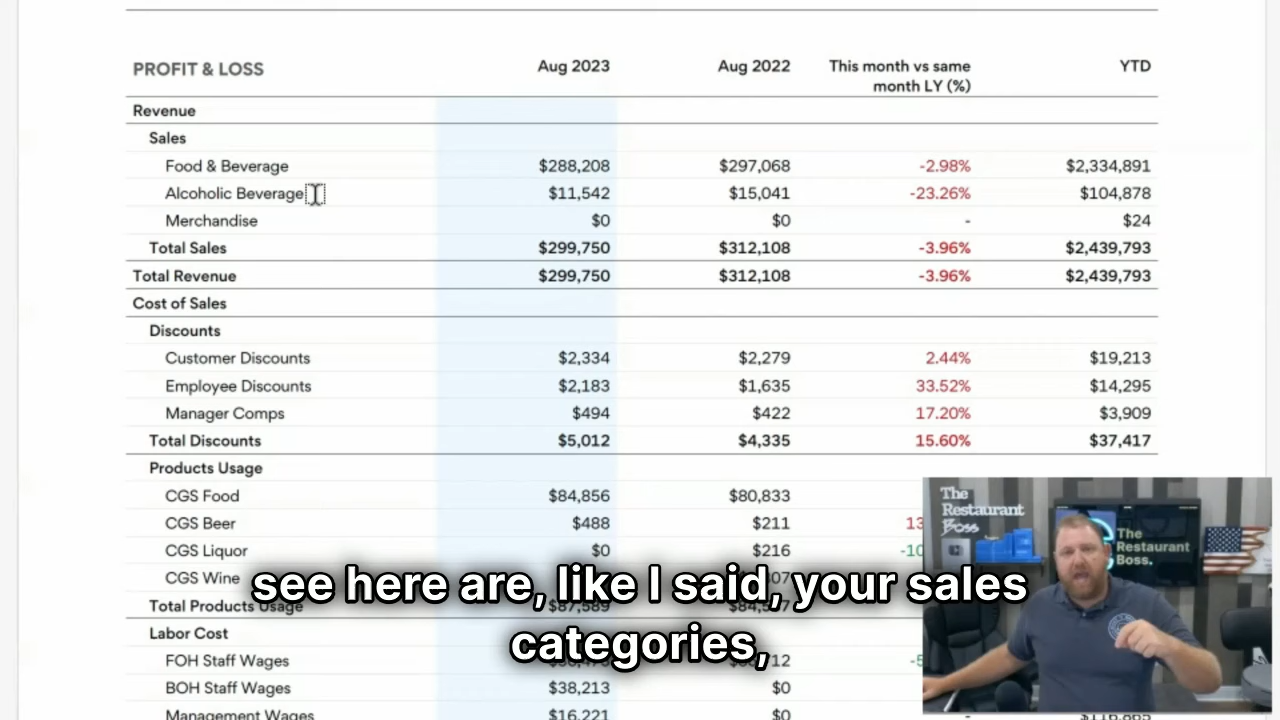 PROFIT & LOSS Aug 2023 Aug 2022 This month vs same month LY (%) YTD
Revenue
Sales
Food & Beverage $288,208 $297,068 -2.98% $2,334,891
Alcoholic Beverage $11,542 $15,041 -23.26% $104,878
Merchandise $0 $0 - $24
Total Sales $299,750 $312,108 -3.96% $2,439,793
Total Revenue $299,750 $312,108 -3.96% $2,439,793
Cost of Sales
Discounts
Customer Discounts $2,334 $2,279 2.44% $19,213
Employee Discounts $2,183 $1,635 33.52% $14,295
Manager Comps $494 $422 17.20% $3,909
Total Discounts $5,012 $4,335 15.60% $37,417
Products Usage
CGS Food $84,856 $80,833
CGS Beer $488 $211
CGS Liquor $0 $216
CGS Wine
Total Products Usage $87,589
Labor Cost
FOH Staff Wages
BOH Staff Wages $38,213 $0
Management Wages $16,221 $0 - $116,865
see here are, like I said, your sales
categories,
The
Restaurant
Boss
The
Restaurant
Boss.